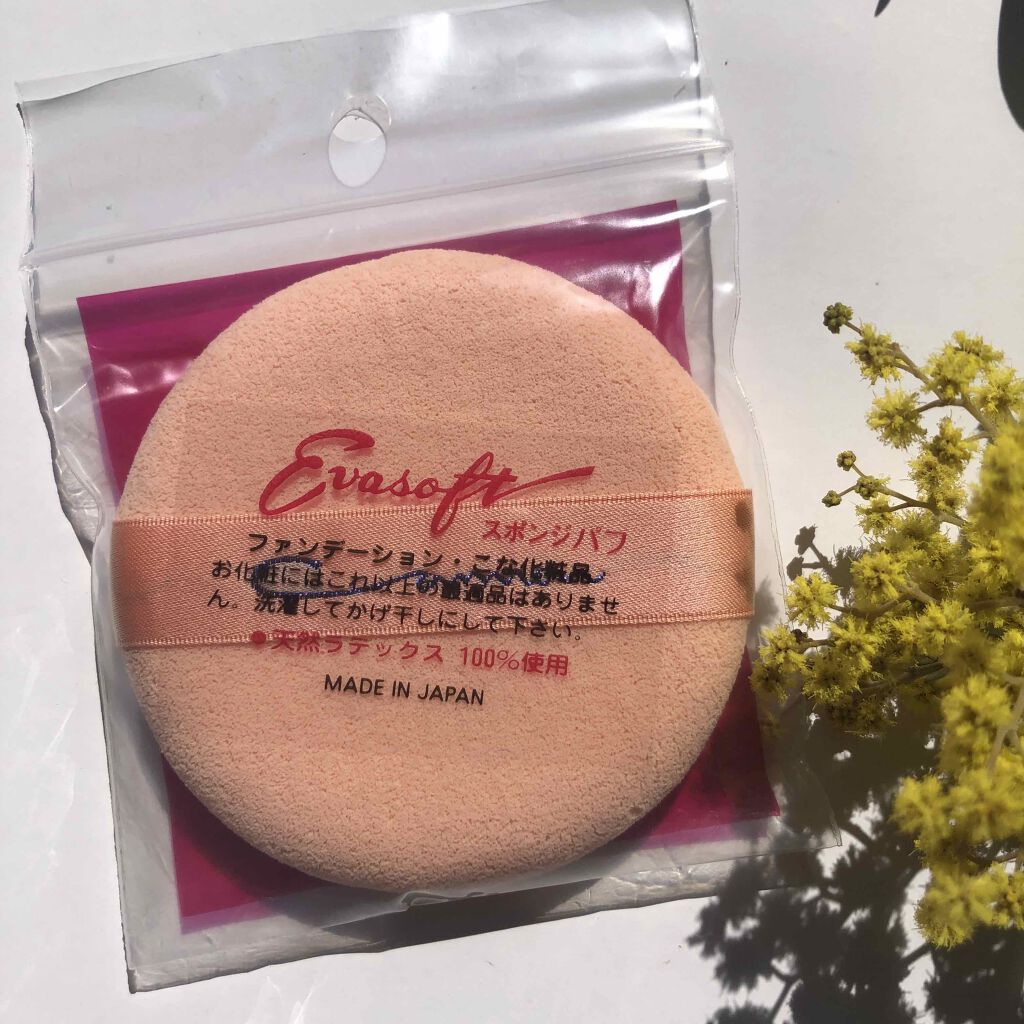 Evasoft
スポンジパフ
ファンデーション・こな化粧品
お化粧にはこれ以上の最適品はありませ
ん。洗濯してかげ干しにして下さい。
●天然ラテックス 100%使用
MADE IN JAPAN